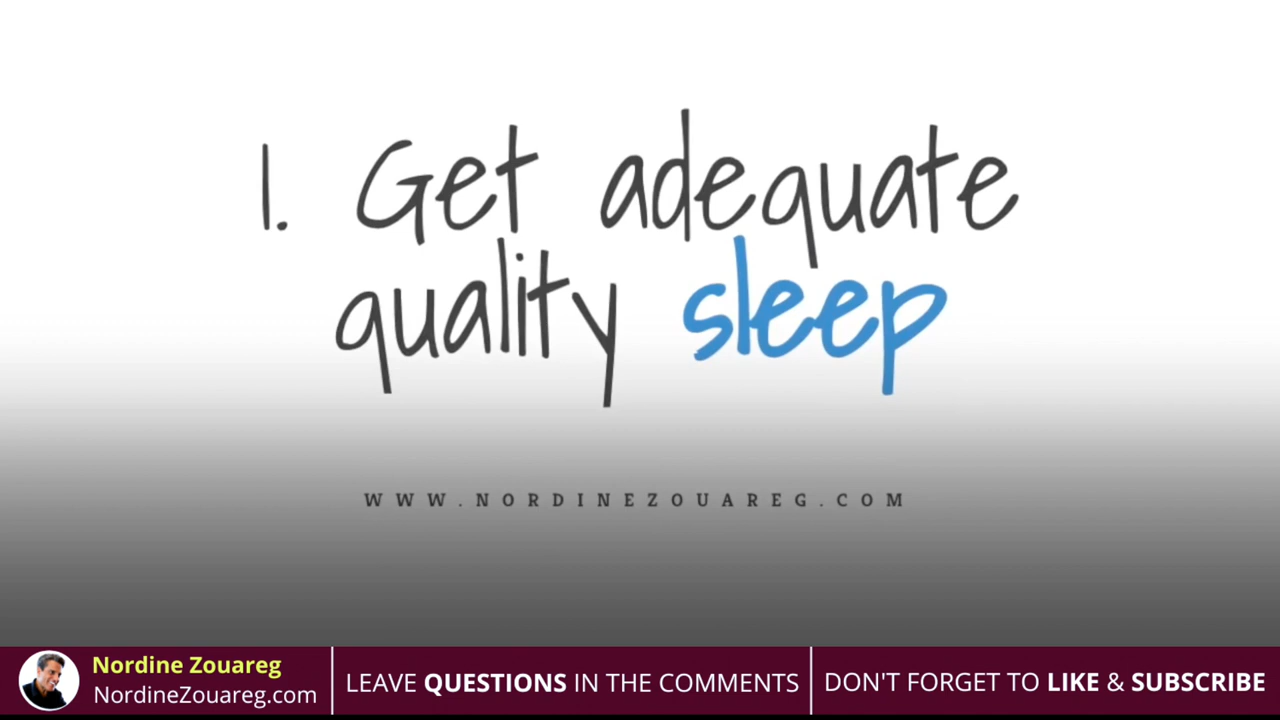 1. Get adequate
quality sleep
WWW.NORDINEZOUAREG.COM
Nordine Zouareg
NordineZouareg.com
LEAVE QUESTIONS IN THE COMMENTS
DON'T FORGET TO LIKE & SUBSCRIBE